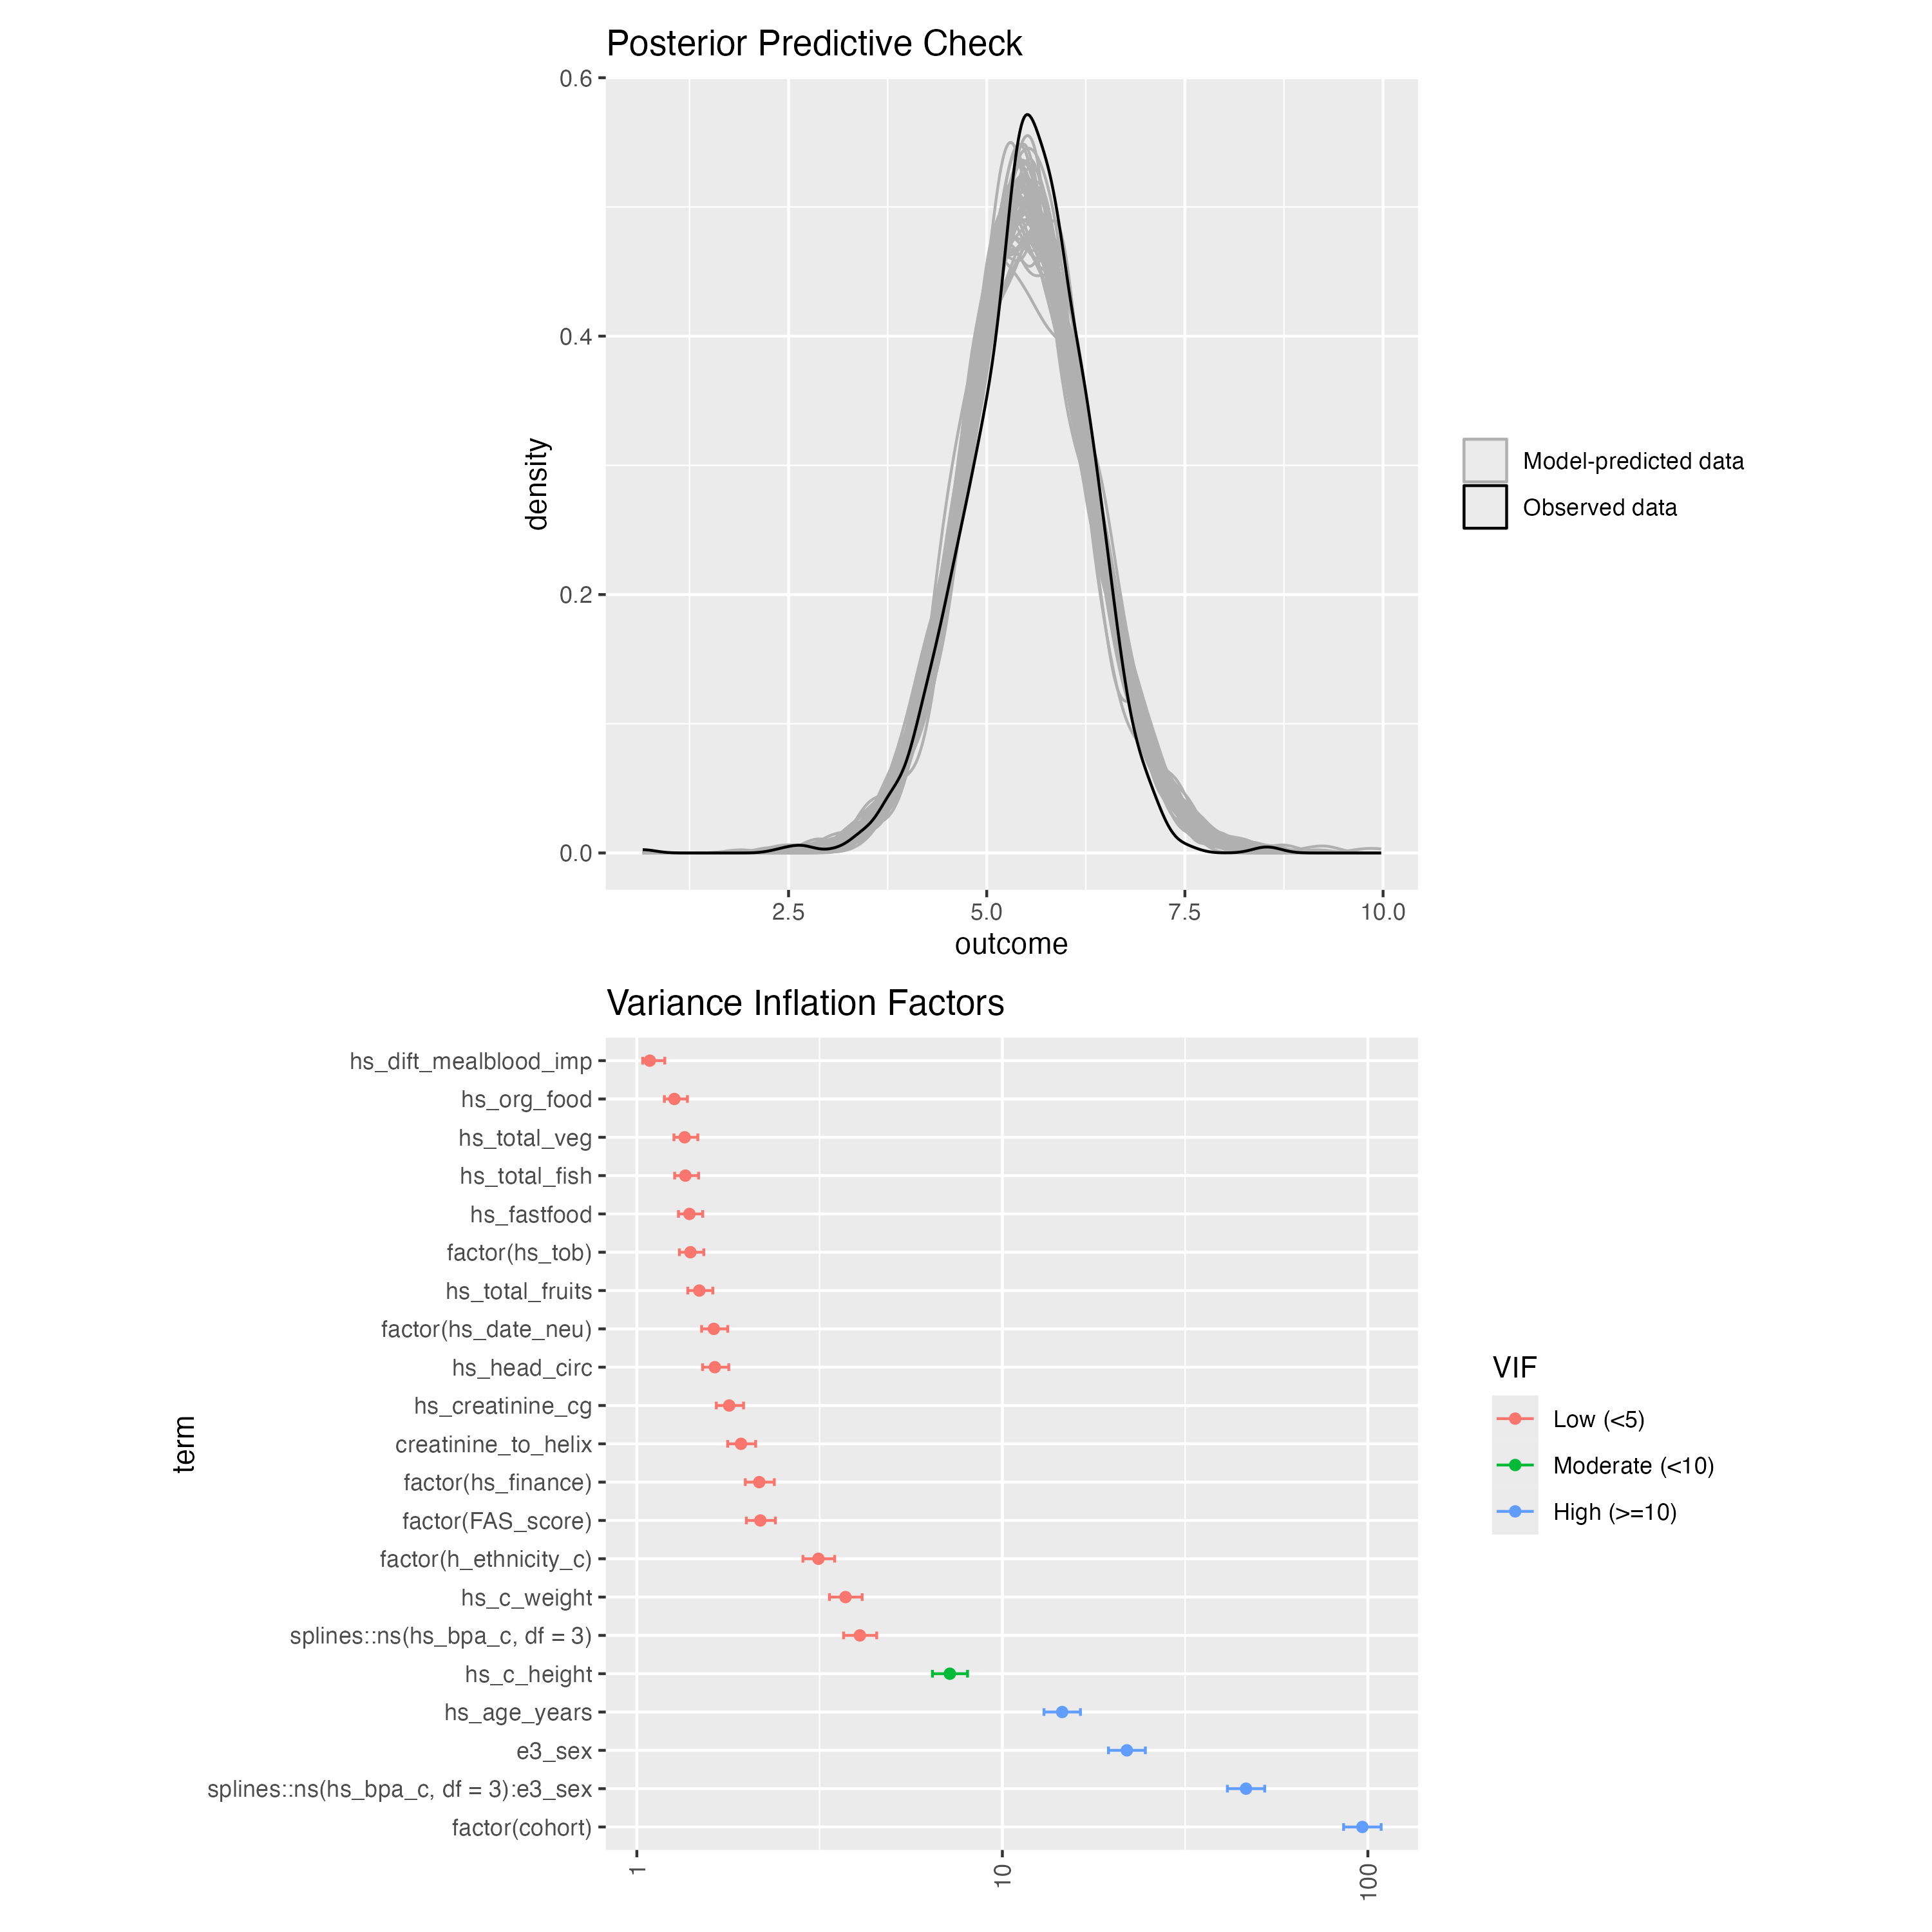 Posterior Predictive Check
0.6
0.4
0.2
0.0
density
2.5 5.0 7.5 10.0
outcome
Model-predicted data
Observed data
Variance Inflation Factors
term
hs_dift_mealblood_imp
hs_org_food
hs_total_veg
hs_total_fish
hs_fastfood
factor(hs_tob)
hs_total_fruits
factor(hs_date_neu)
hs_head_circ
hs_creatinine_cg
creatinine_to_helix
factor(hs_finance)
factor(FAS_score)
factor(h_ethnicity_c)
hs_c_weight
splines::ns(hs_bpa_c, df = 3)
hs_c_height
hs_age_years
e3_sex
splines::ns(hs_bpa_c, df = 3):e3_sex
factor(cohort)
1 10 100
VIF
Low (<5)
Moderate (<10)
High (>=10)